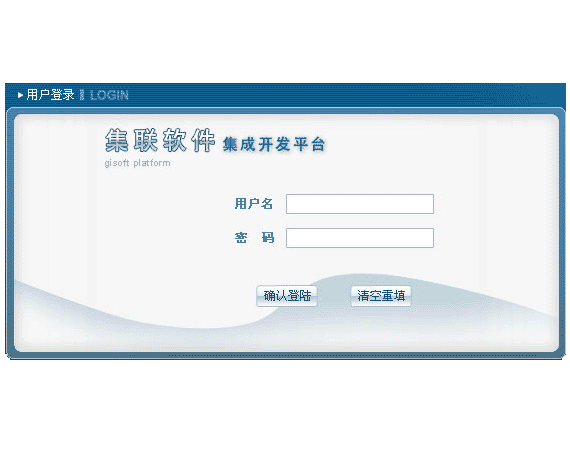 用户登录 LOGIN
集联软件 集成开发平台
gisoft platform
用户名
密 码
确认登陆 清空重填